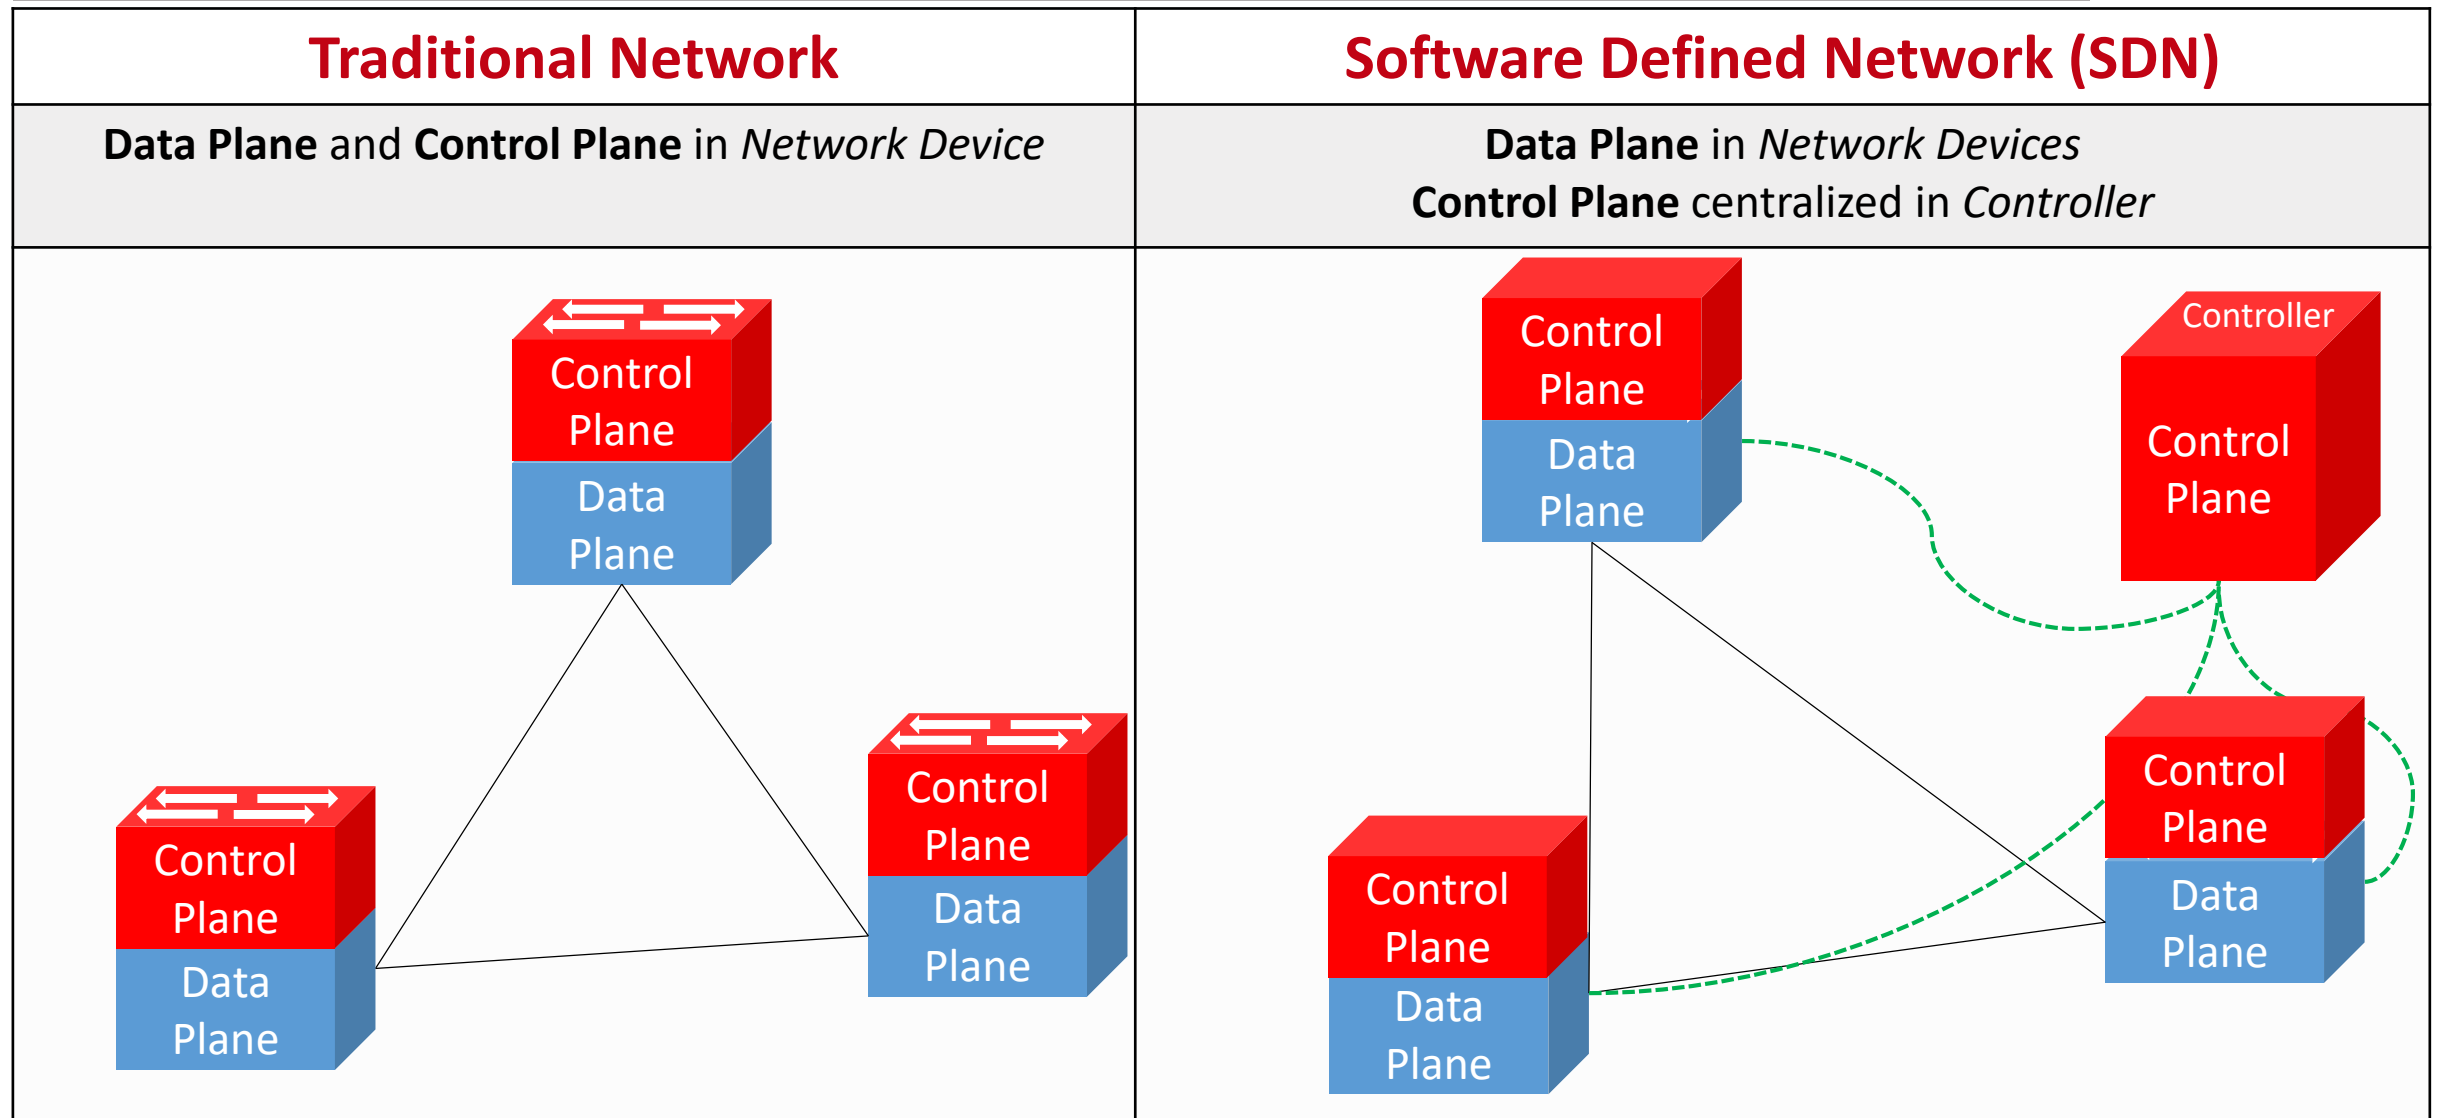 Traditional Network
Software Defined Network (SDN)
Data Plane and Control Plane in Network Device
Data Plane in Network Devices
Control Plane centralized in Controller
Control
Plane
Data
Plane
Control
Plane
Data
Plane
Control
Plane
Data
Plane
Control
Plane
Data
Plane
Controller
Control
Plane
Control
Plane
Data
Plane
Control
Plane
Data
Plane